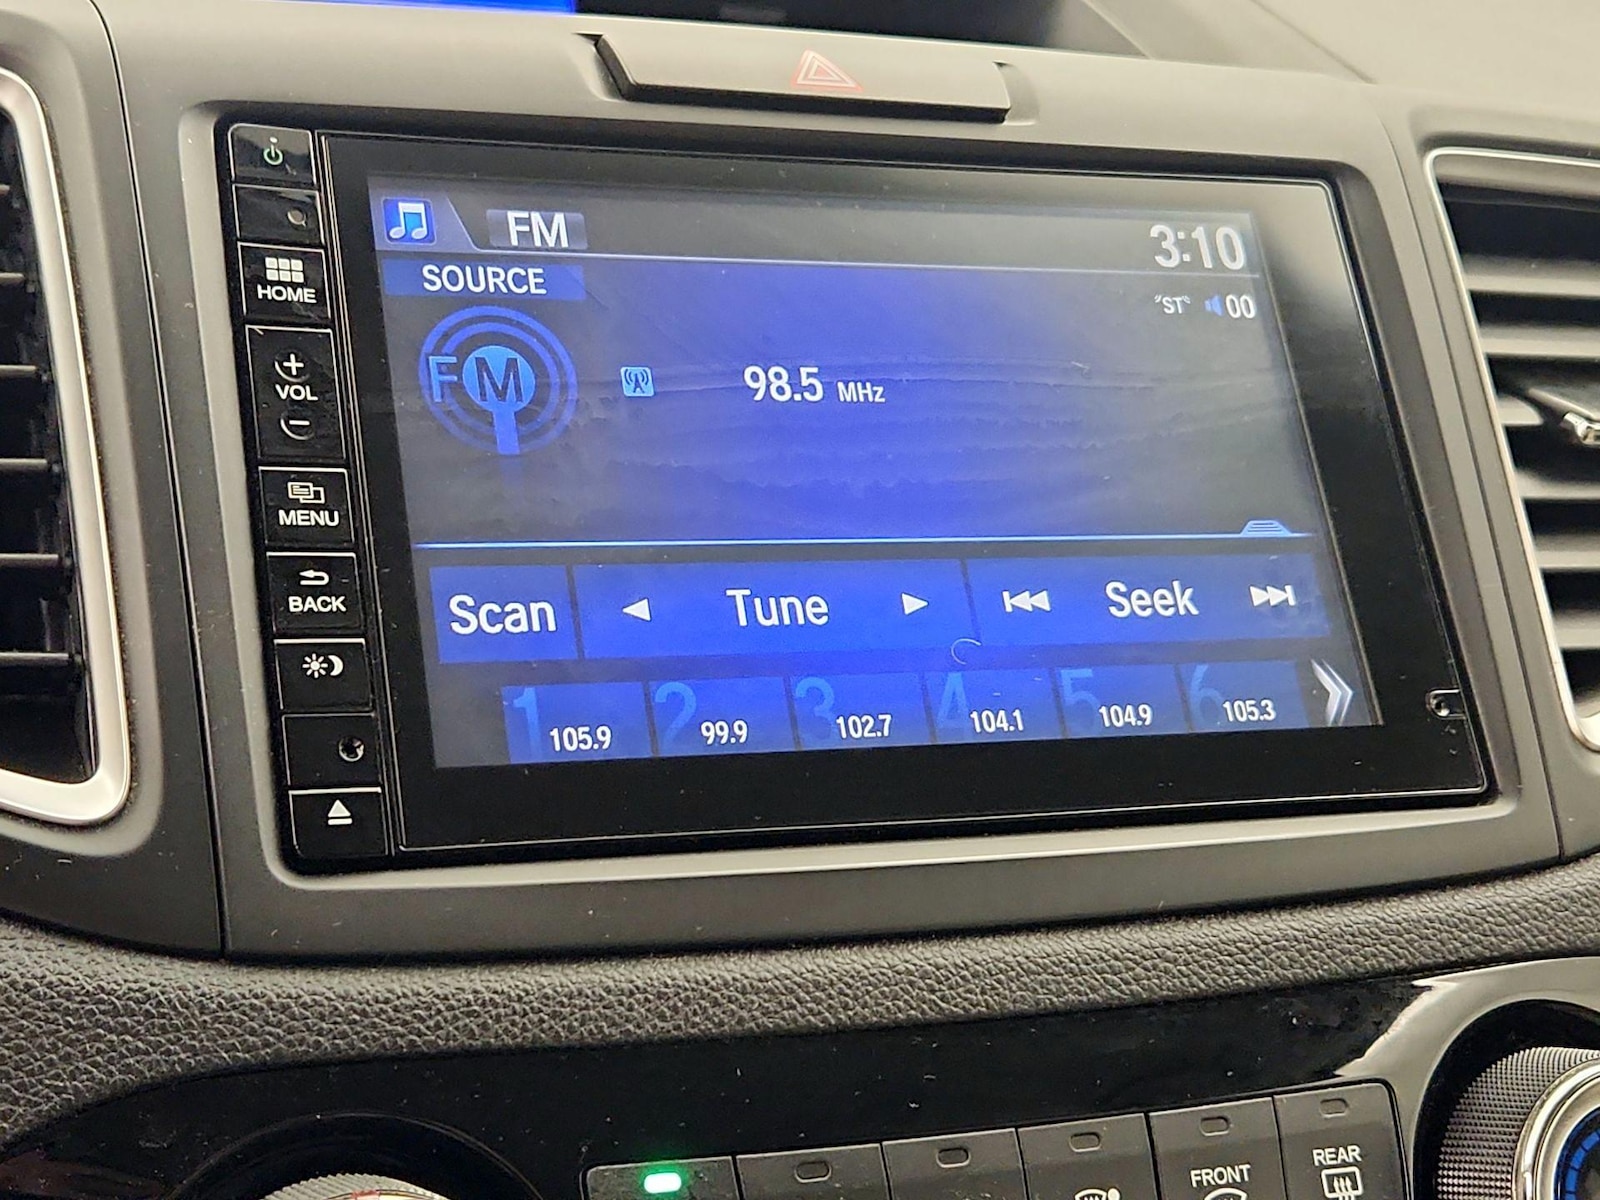 FM
3:10
SOURCE
"ST" 00
FM
98.5 MHz
HOME
+
VOL
−
MENU
BACK
Scan Tune Seek
1 2 3 4 5 6
105.9 99.9 102.7 104.1 104.9 105.3
FRONT
REAR